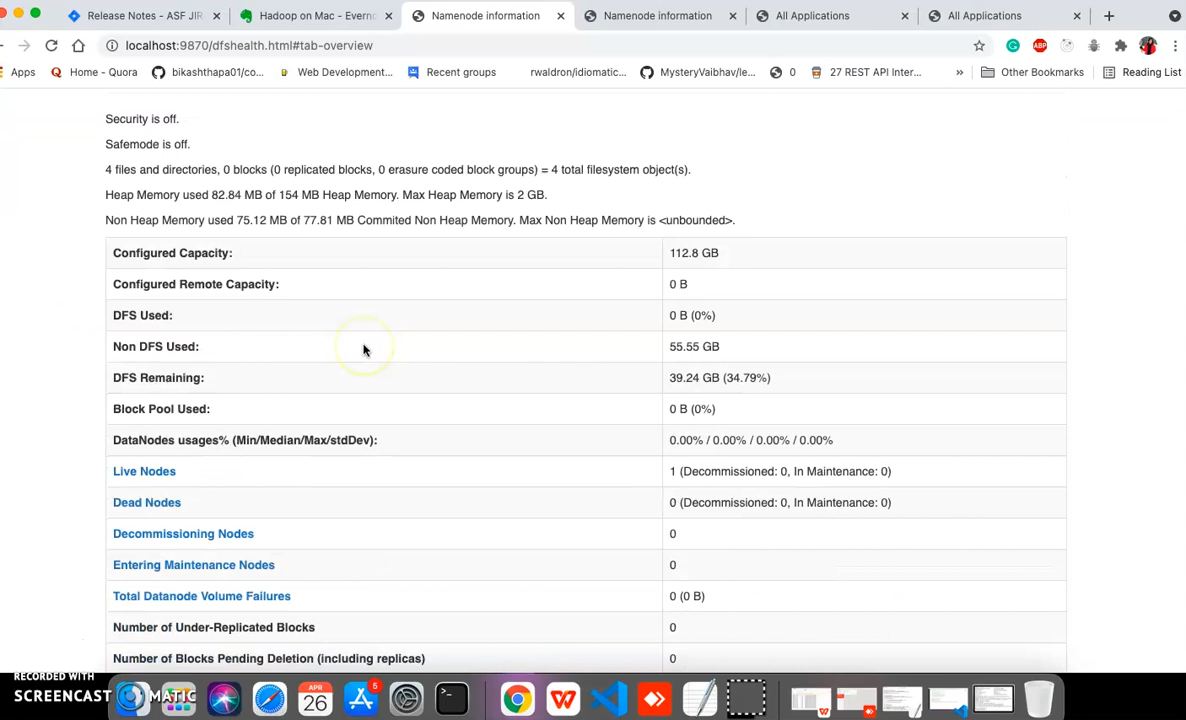 Release Notes - ASF JIR
Hadoop on Mac - Evern
Namenode information
Namenode information
All Applications
All Applications
localhost:9870/dfshealth.html#tab-overview
ABP
Apps
Home - Quora
bikashthapa01/co...
Web Development...
Recent groups
rwaldron/idiomatic...
MysteryVaibhav/le...
0
27 REST API Inter...
»
Other Bookmarks
Reading List
Security is off.
Safemode is off.
4 files and directories, 0 blocks (0 replicated blocks, 0 erasure coded block groups) = 4 total filesystem object(s).
Heap Memory used 82.84 MB of 154 MB Heap Memory. Max Heap Memory is 2 GB.
Non Heap Memory used 75.12 MB of 77.81 MB Commited Non Heap Memory. Max Non Heap Memory is <unbounded>.
Configured Capacity: 112.8 GB
Configured Remote Capacity: 0 B
DFS Used: 0 B (0%)
Non DFS Used: 55.55 GB
DFS Remaining: 39.24 GB (34.79%)
Block Pool Used: 0 B (0%)
DataNodes usages% (Min/Median/Max/stdDev): 0.00% / 0.00% / 0.00% / 0.00%
Live Nodes 1 (Decommissioned: 0, In Maintenance: 0)
Dead Nodes 0 (Decommissioned: 0, In Maintenance: 0)
Decommissioning Nodes 0
Entering Maintenance Nodes 0
Total Datanode Volume Failures 0 (0 B)
Number of Under-Replicated Blocks 0
Number of Blocks Pending Deletion (including replicas) 0
RECORDED WITH
SCREENCAST MATIC
APR
26
5